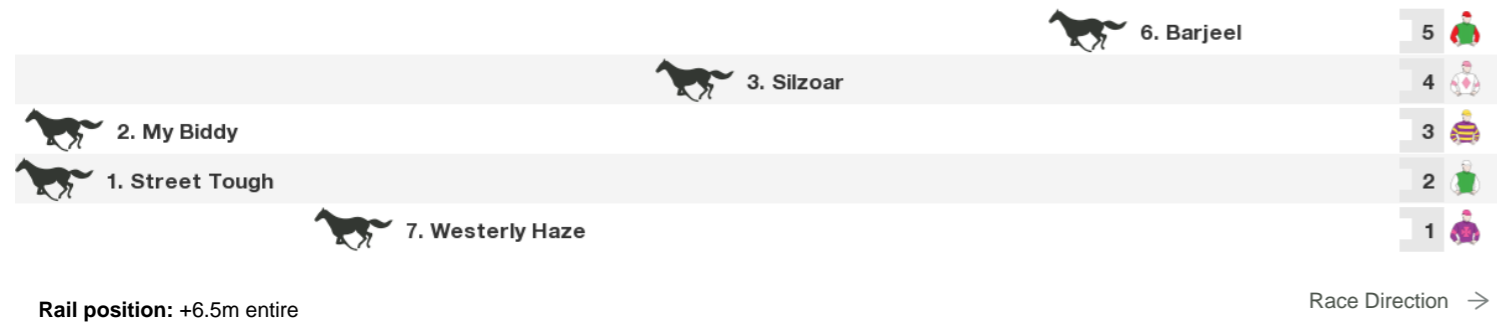 6. Barjeel 5
3. Silzoar 4
2. My Biddy 3
1. Street Tough 2
7. Westerly Haze 1
Rail position: +6.5m entire
Race Direction →